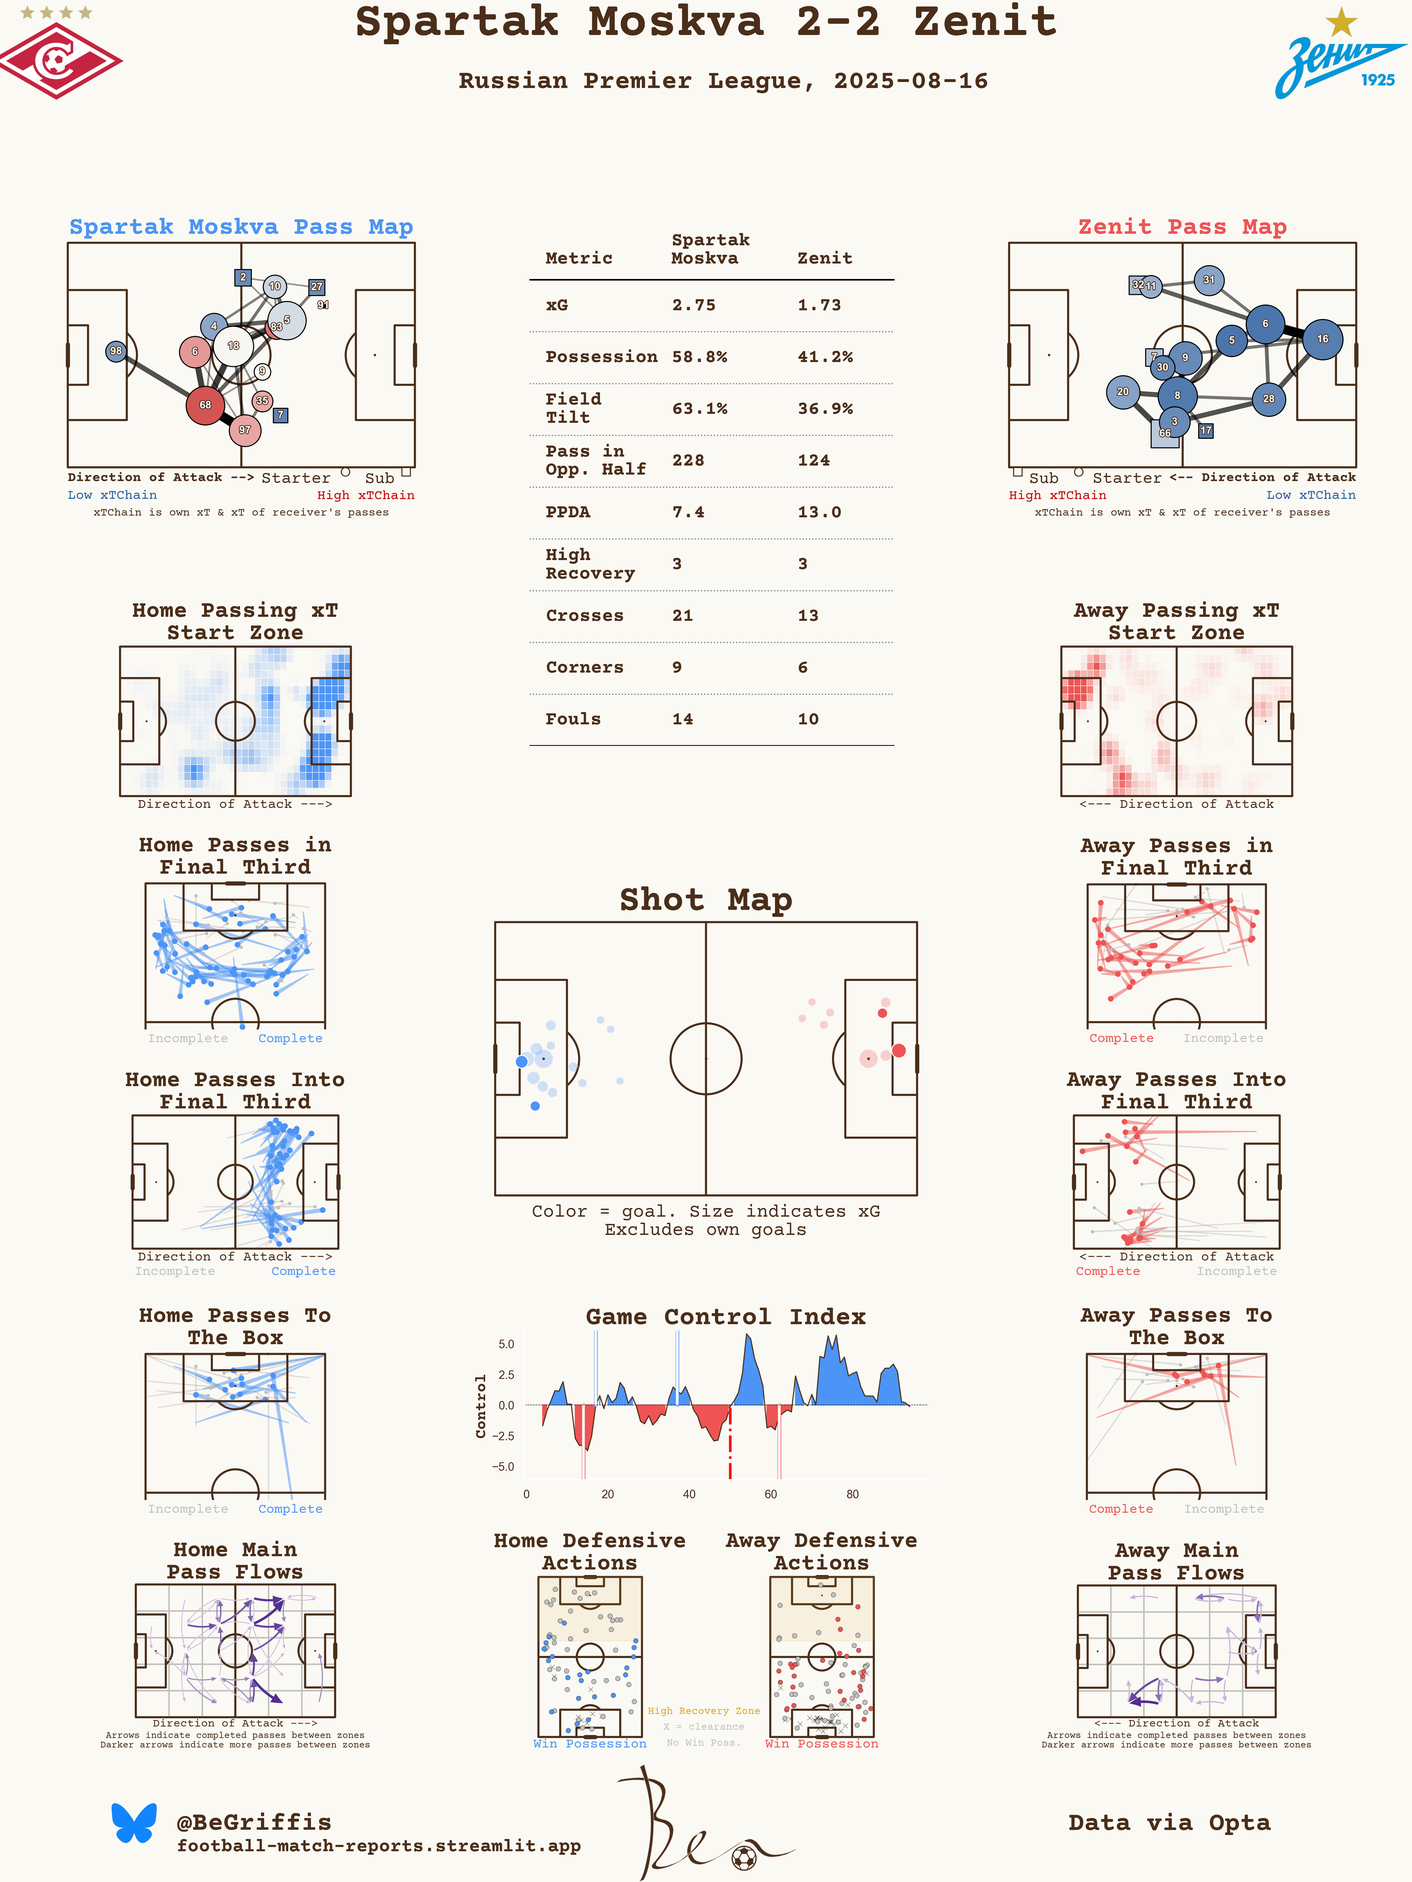 Spartak Moskva 2-2 Zenit
Russian Premier League, 2025-08-16
Зенит
1925
Spartak Moskva Pass Map
2
10
27
91
4
5
83
18
6
98
9
68
35
7
97
Direction of Attack --> Starter Sub
Low xTChain High xTChain
xTChain is own xT & xT of receiver's passes
Metric Spartak Moskva Zenit
xG 2.75 1.73
Possession 58.8% 41.2%
Field Tilt 63.1% 36.9%
Pass in Opp. Half 228 124
PPDA 7.4 13.0
High Recovery 3 3
Crosses 21 13
Corners 9 6
Fouls 14 10
Zenit Pass Map
32
11
31
6
5
16
7
9
30
20
8
28
3
66
17
Sub Starter <-- Direction of Attack
High xTChain Low xTChain
xTChain is own xT & xT of receiver's passes
Home Passing xT
Start Zone
Direction of Attack --->
Away Passing xT
Start Zone
<--- Direction of Attack
Home Passes in
Final Third
Incomplete Complete
Away Passes in
Final Third
Complete Incomplete
Shot Map
Color = goal. Size indicates xG
Excludes own goals
Home Passes Into
Final Third
Direction of Attack --->
Incomplete Complete
Away Passes Into
Final Third
<--- Direction of Attack
Complete Incomplete
Home Passes To
The Box
Incomplete Complete
Game Control Index
Control
5.0
2.5
0.0
−2.5
−5.0
0 20 40 60 80
Away Passes To
The Box
Complete Incomplete
Home Main
Pass Flows
Direction of Attack --->
Arrows indicate completed passes between zones
Darker arrows indicate more passes between zones
Home Defensive
Actions
Win Possession
High Recovery Zone
X = clearance
No Win Poss.
Away Defensive
Actions
Win Possession
Away Main
Pass Flows
<--- Direction of Attack
Arrows indicate completed passes between zones
Darker arrows indicate more passes between zones
@BeGriffis
football-match-reports.streamlit.app
Ben
Data via Opta